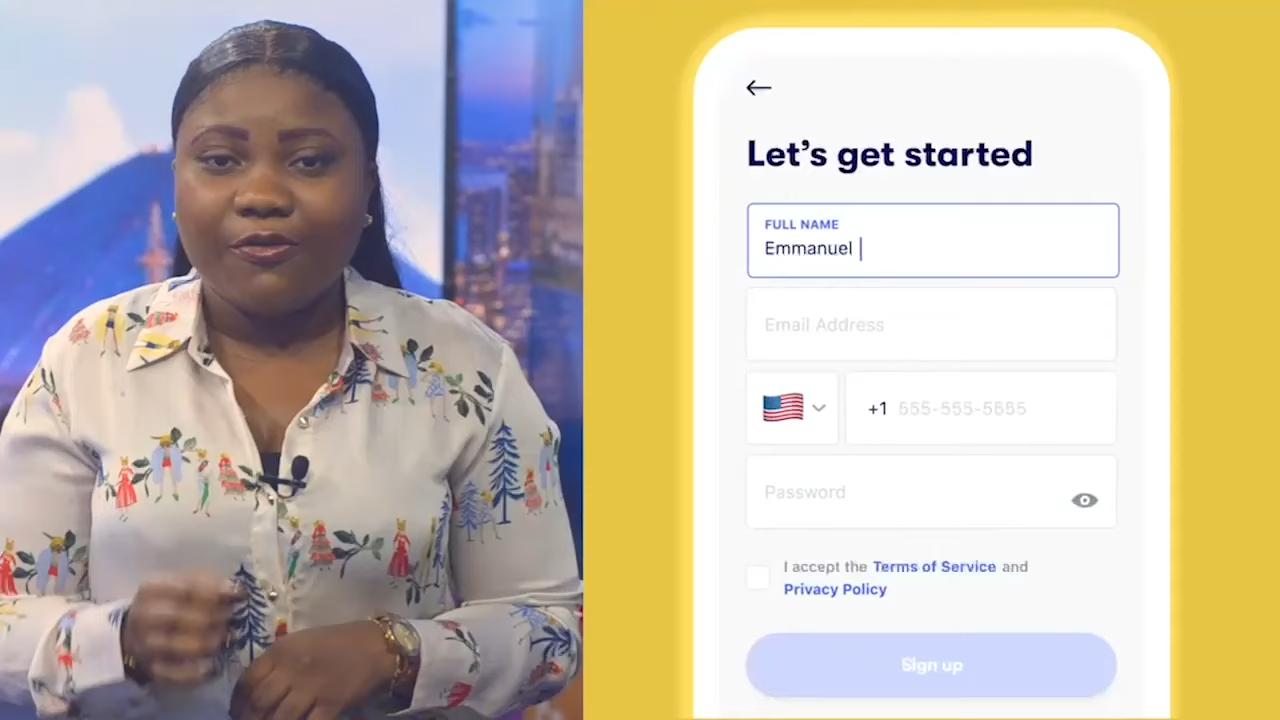 Let's get started
FULL NAME
Emmanuel
Email Address
+1 555-555-5555
Password
I accept the Terms of Service and
Privacy Policy
Sign up